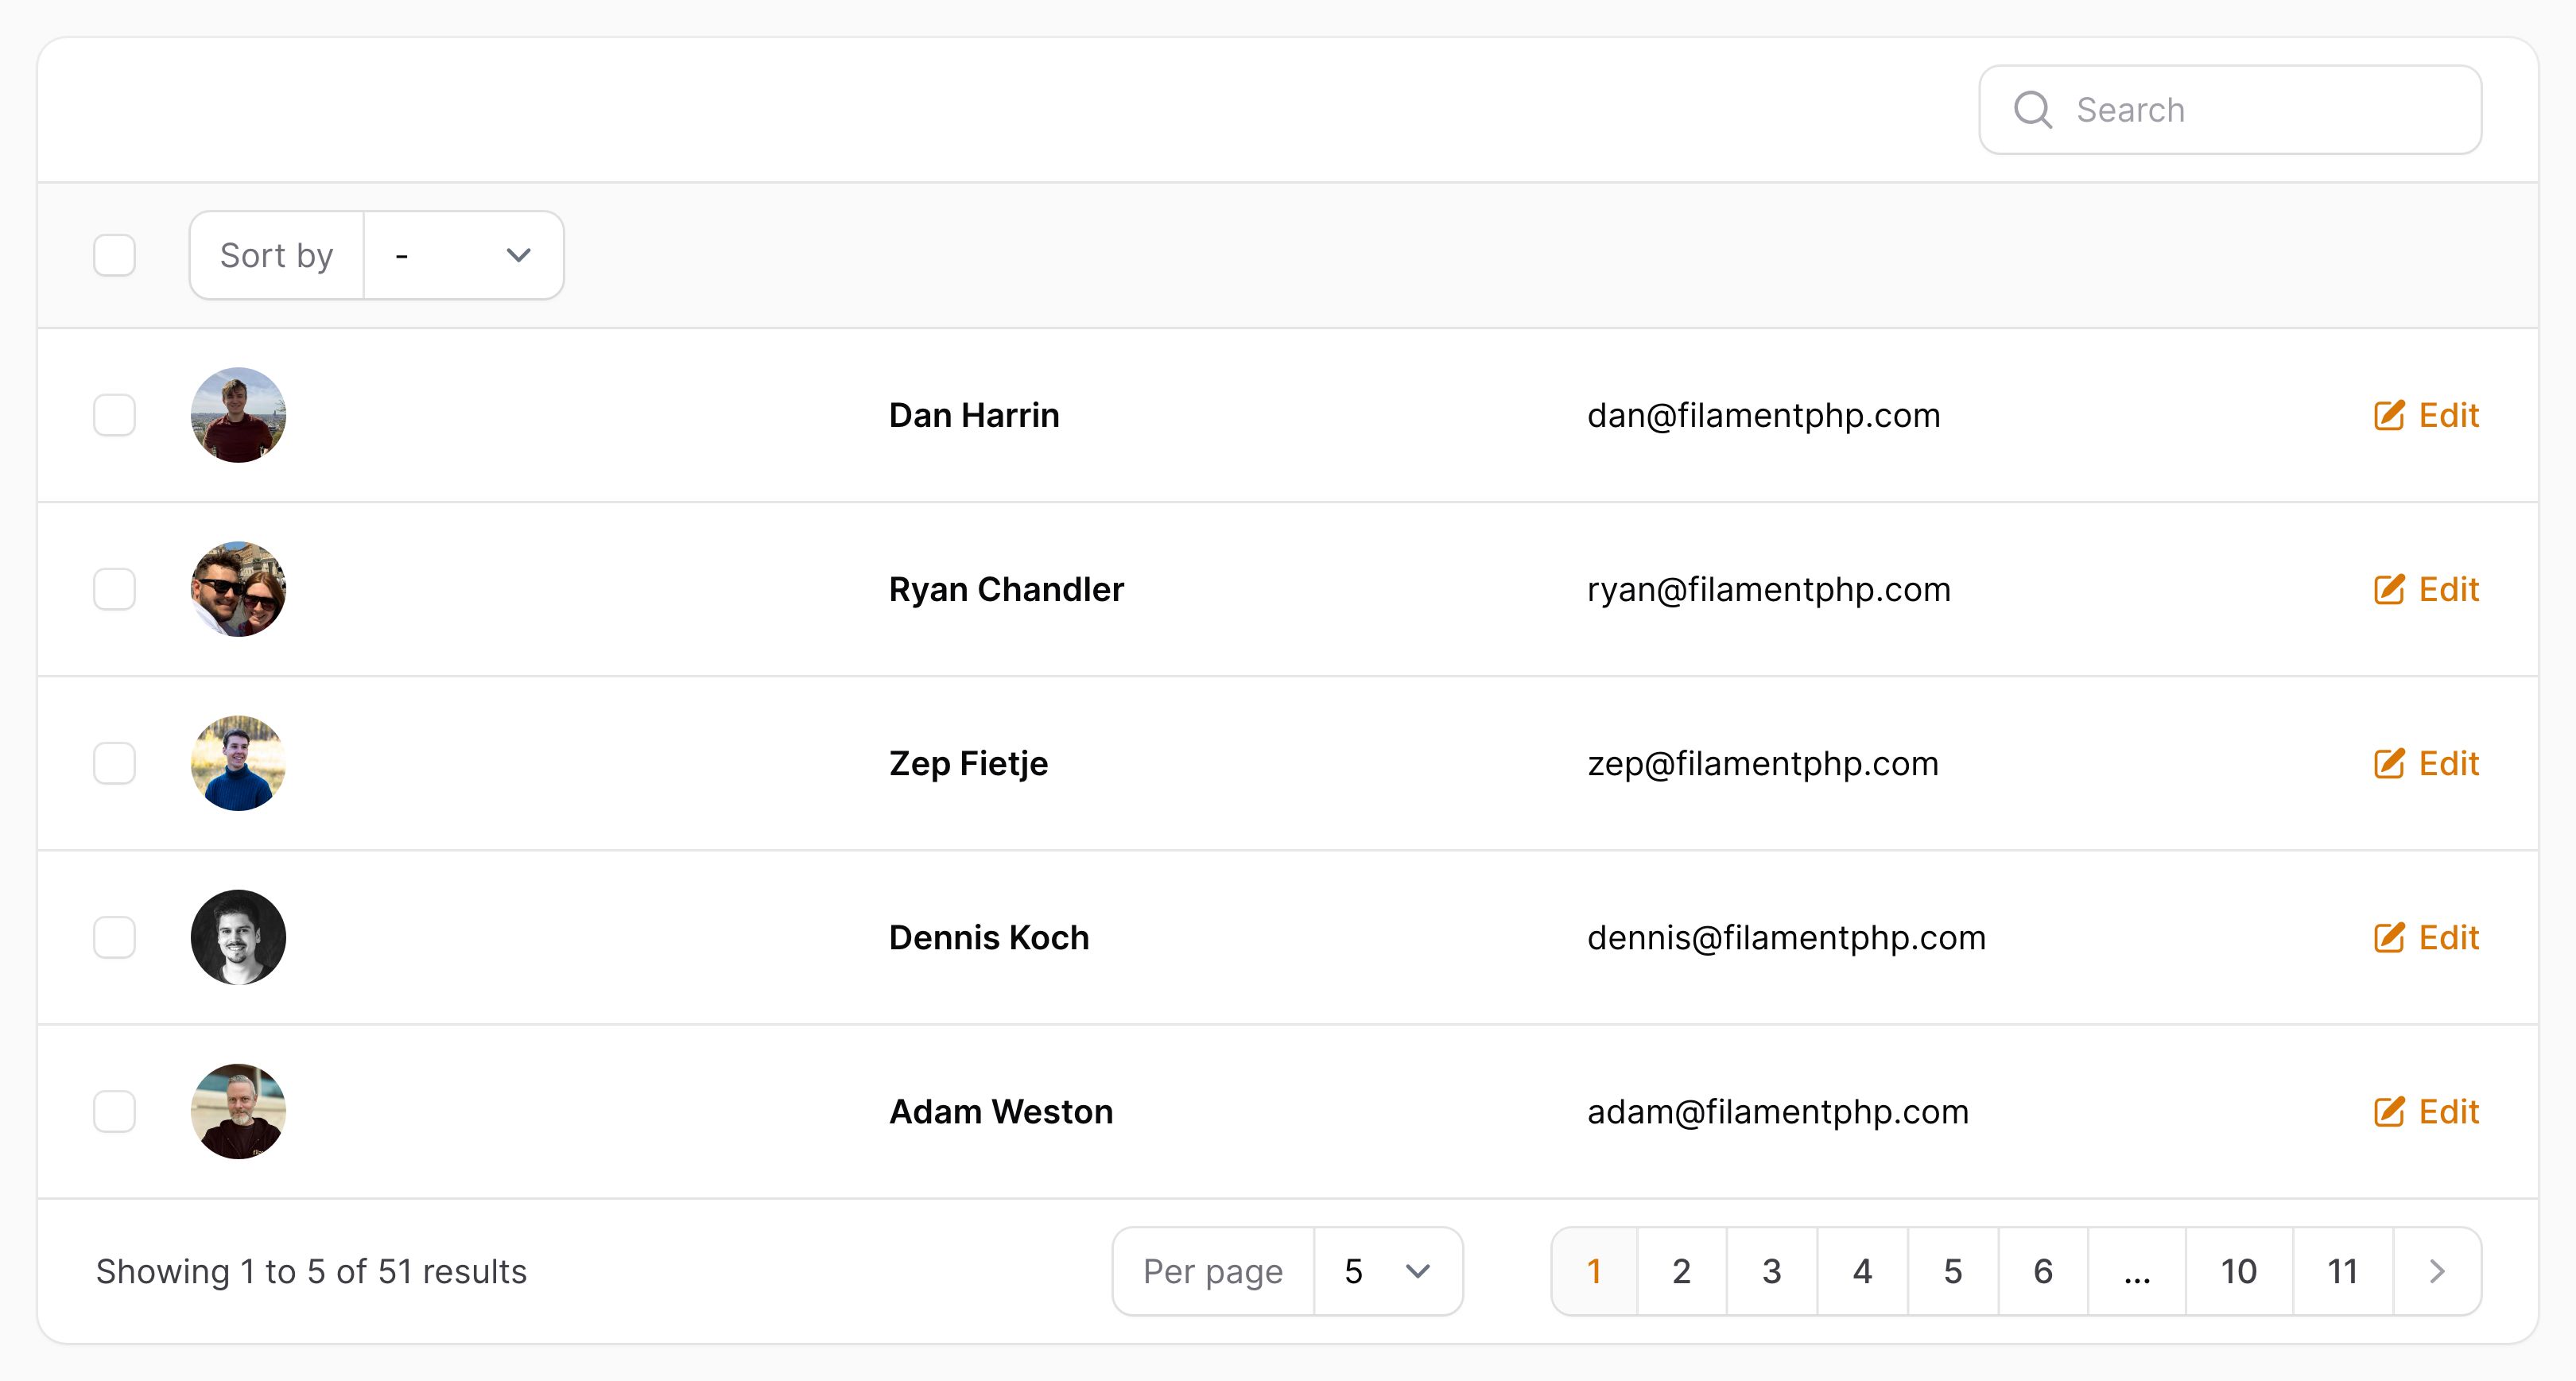 Search
Sort by -
Dan Harrin dan@filamentphp.com Edit
Ryan Chandler ryan@filamentphp.com Edit
Zep Fietje zep@filamentphp.com Edit
Dennis Koch dennis@filamentphp.com Edit
Adam Weston adam@filamentphp.com Edit
Showing 1 to 5 of 51 results Per page 5 1 2 3 4 5 6 ... 10 11